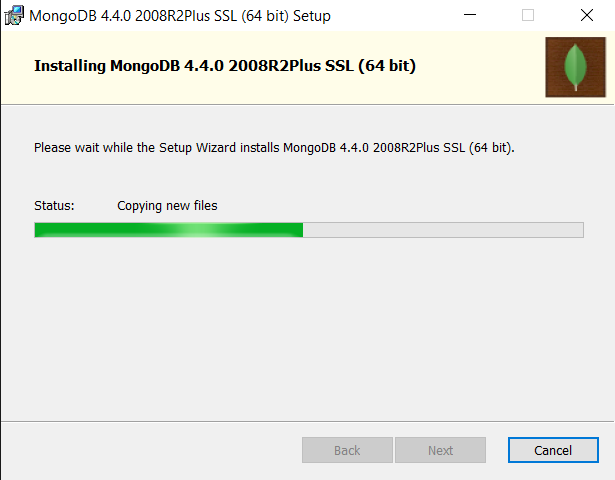 MongoDB 4.4.0 2008R2Plus SSL (64 bit) Setup
Installing MongoDB 4.4.0 2008R2Plus SSL (64 bit)
Please wait while the Setup Wizard installs MongoDB 4.4.0 2008R2Plus SSL (64 bit).
Status: Copying new files
Back Next Cancel